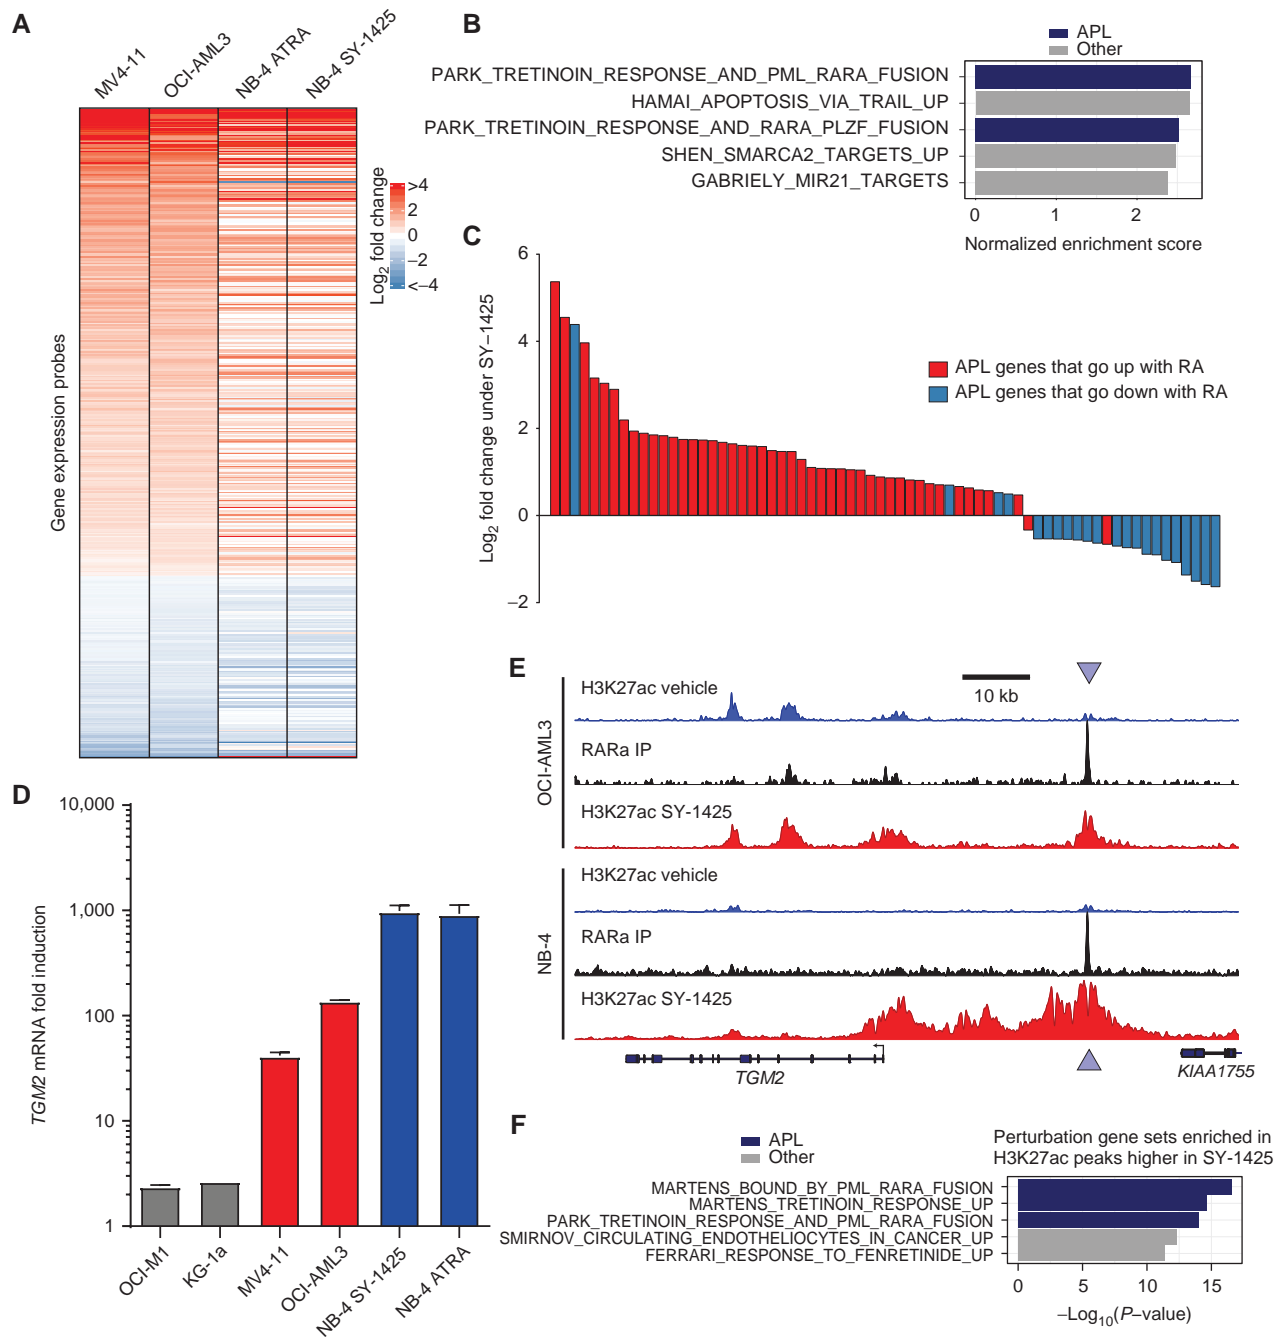 A
MV4-11
OCI-AML3
NB-4 ATRA
NB-4 SY-1425
Gene expression probes
Log2 fold change
>4
2
0
−2
<−4
B
APL
Other
PARK_TRETINOIN_RESPONSE_AND_PML_RARA_FUSION
HAMAI_APOPTOSIS_VIA_TRAIL_UP
PARK_TRETINOIN_RESPONSE_AND_RARA_PLZF_FUSION
SHEN_SMARCA2_TARGETS_UP
GABRIELY_MIR21_TARGETS
0 1 2
Normalized enrichment score
C
Log2 fold change under SY−1425
6
4
2
0
−2
APL genes that go up with RA
APL genes that go down with RA
D
TGM2 mRNA fold induction
10,000
1,000
100
10
1
OCI-M1
KG-1a
MV4-11
OCI-AML3
NB-4 SY-1425
NB-4 ATRA
E
OCI-AML3
H3K27ac vehicle
10 kb
RARa IP
H3K27ac SY-1425
NB-4
H3K27ac vehicle
RARa IP
H3K27ac SY-1425
TGM2
KIAA1755
F
APL
Other
Perturbation gene sets enriched in
H3K27ac peaks higher in SY-1425
MARTENS_BOUND_BY_PML_RARA_FUSION
MARTENS_TRETINOIN_RESPONSE_UP
PARK_TRETINOIN_RESPONSE_AND_PML_RARA_FUSION
SMIRNOV_CIRCULATING_ENDOTHELIOCYTES_IN_CANCER_UP
FERRARI_RESPONSE_TO_FENRETINIDE_UP
0 5 10 15
−Log10(P−value)